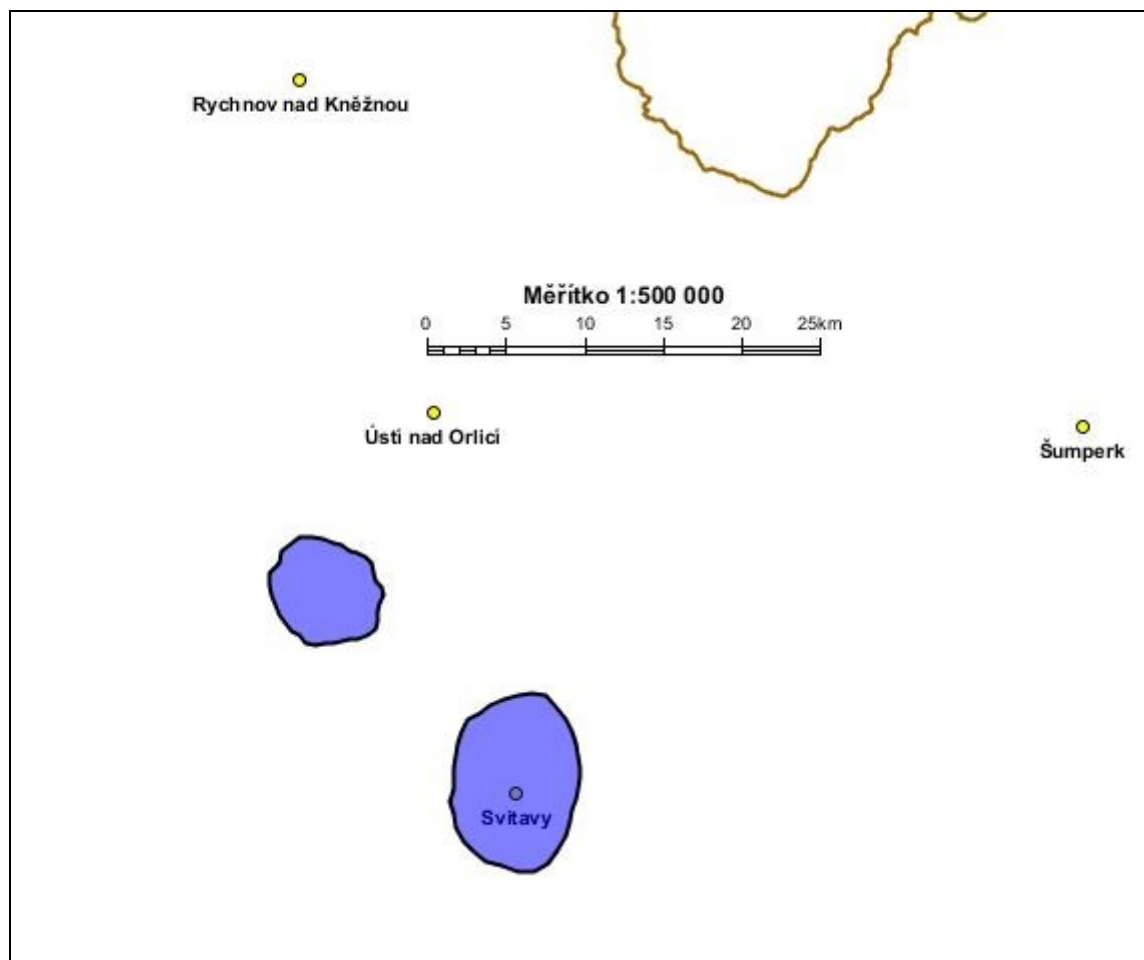 Rychnov nad Kněžnou
Měřítko 1:500 000
0 5 10 15 20 25km
Ústí nad Orlicí
Šumperk
Svitavy